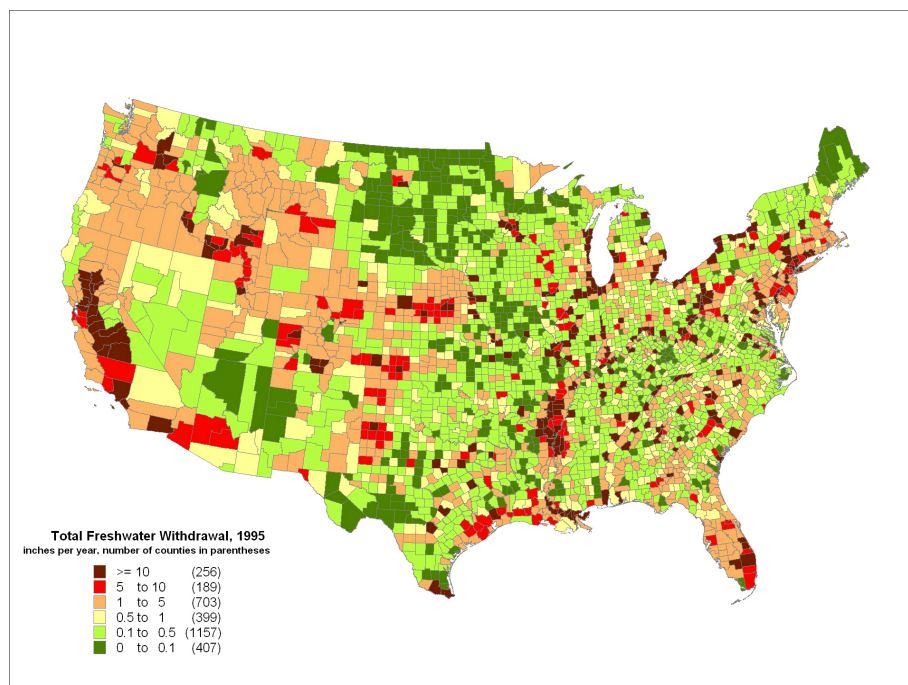 Total Freshwater Withdrawal, 1995
inches per year, number of counties in parentheses
>= 10 (256)
5 to 10 (189)
1 to 5 (703)
0.5 to 1 (399)
0.1 to 0.5 (1157)
0 to 0.1 (407)